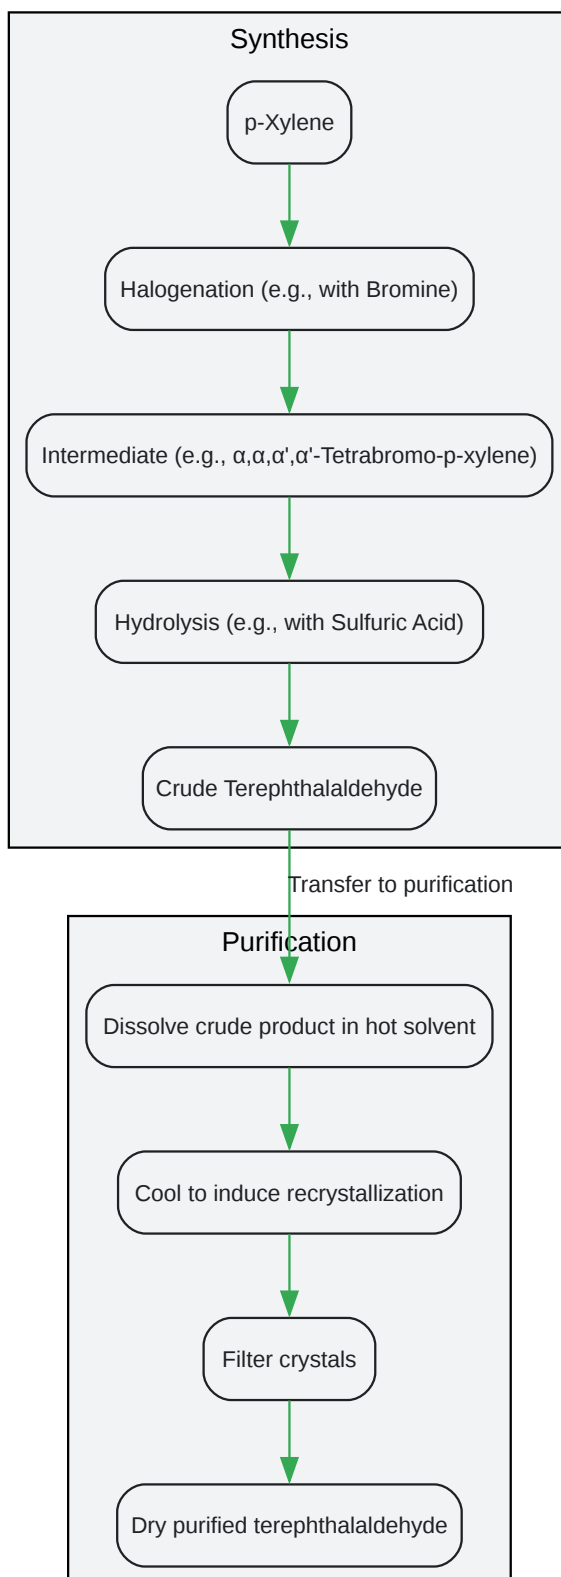 Synthesis
p-Xylene
Halogenation (e.g., with Bromine)
Intermediate (e.g., α,α,α',α'-Tetrabromo-p-xylene)
Hydrolysis (e.g., with Sulfuric Acid)
Crude Terephthalaldehyde
Transfer to purification
Purification
Dissolve crude product in hot solvent
Cool to induce recrystallization
Filter crystals
Dry purified terephthalaldehyde